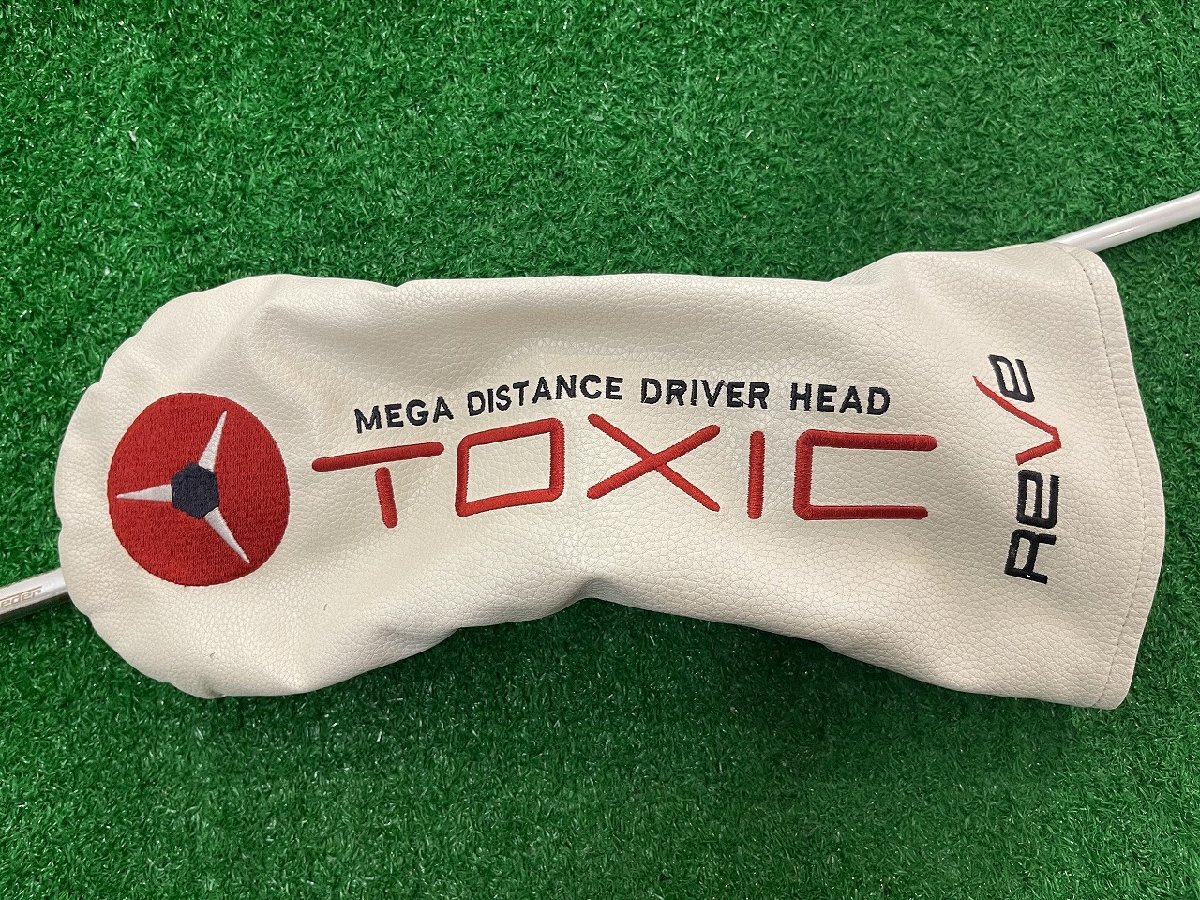 MEGA DISTANCE DRIVER HEAD
TOXIC
ReVe